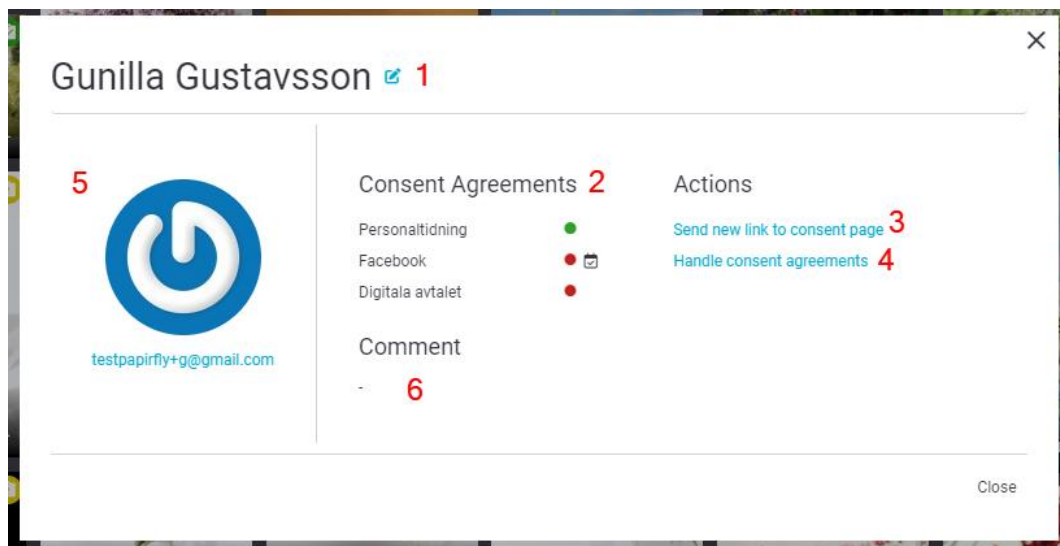 Gunilla Gustavsson 1
5
testpapirfly+g@gmail.com
Consent Agreements 2
Personaltidning
Facebook
Digitala avtalet
Comment
- 6
Actions
Send new link to consent page 3
Handle consent agreements 4
Close